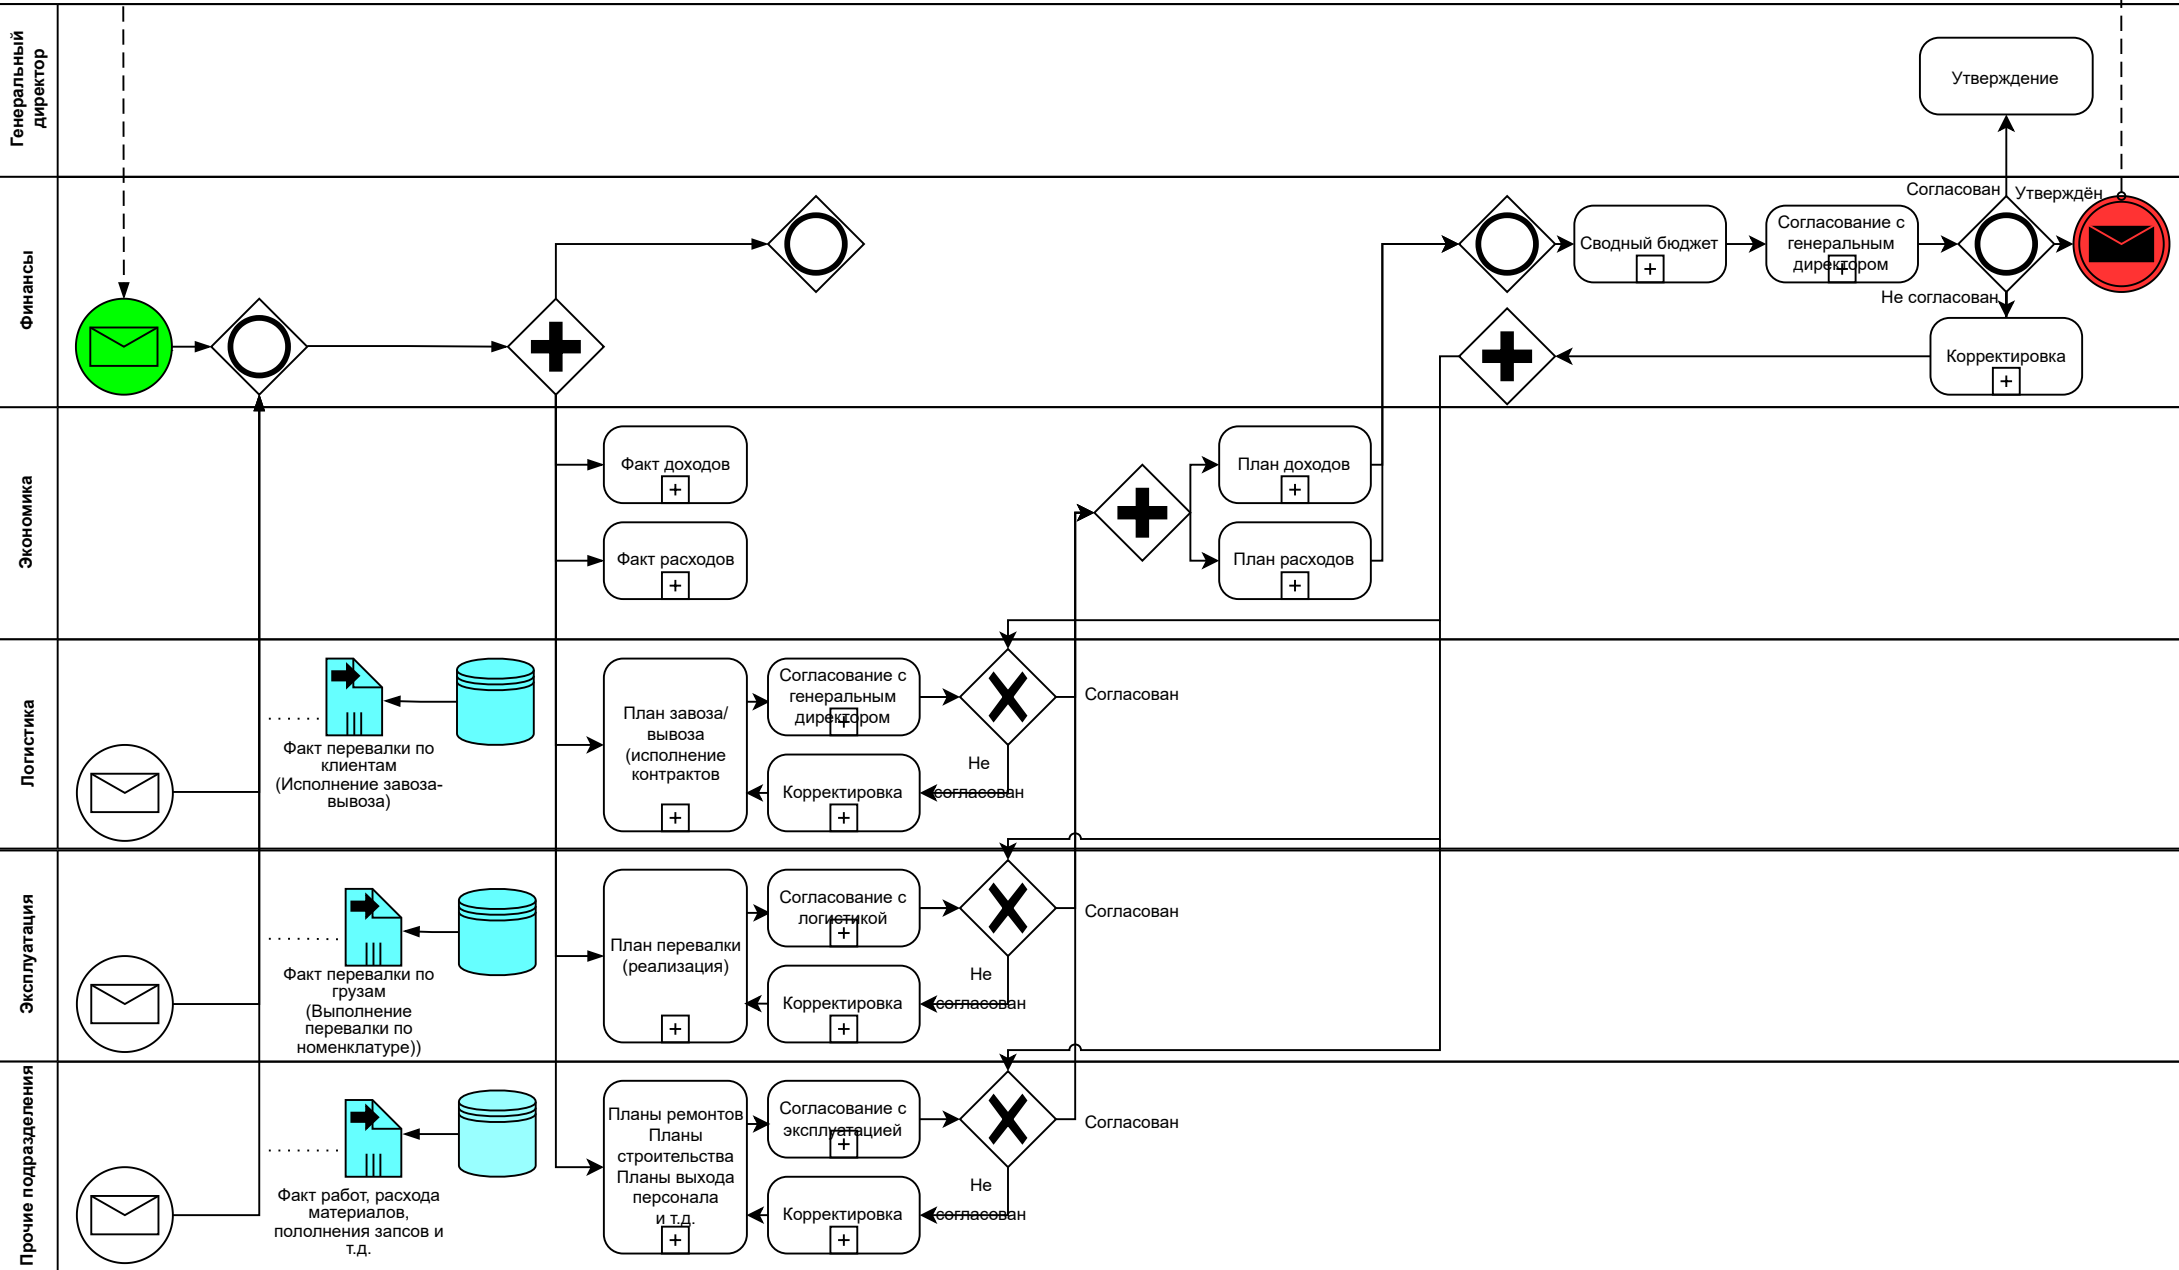 Генеральный
директор
Утверждение
Финансы
Согласован
Утверждён
Сводный бюджет
Согласование с
генеральным
директором
Не согласован
Корректировка
Экономика
Факт доходов
Факт расходов
План доходов
План расходов
Логистика
Факт перевалки по
клиентам
(Исполнение завоза-
вывоза)
План завоза/
вывоза
(исполнение
контрактов
Согласование с
генеральным
директором
Корректировка
Согласован
Не
согласован
Эксплуатация
Факт перевалки по
грузам
(Выполнение
перевалки по
номенклатуре))
План перевалки
(реализация)
Согласование с
логистикой
Корректировка
Согласован
Не
согласован
Прочие подразделения
Факт работ, расхода
материалов,
пололнения запсов и
т.д.
Планы ремонтов
Планы
строительства
Планы выхода
персонала
и т.д.
Согласование с
эксплуатацией
Корректировка
Согласован
Не
согласован